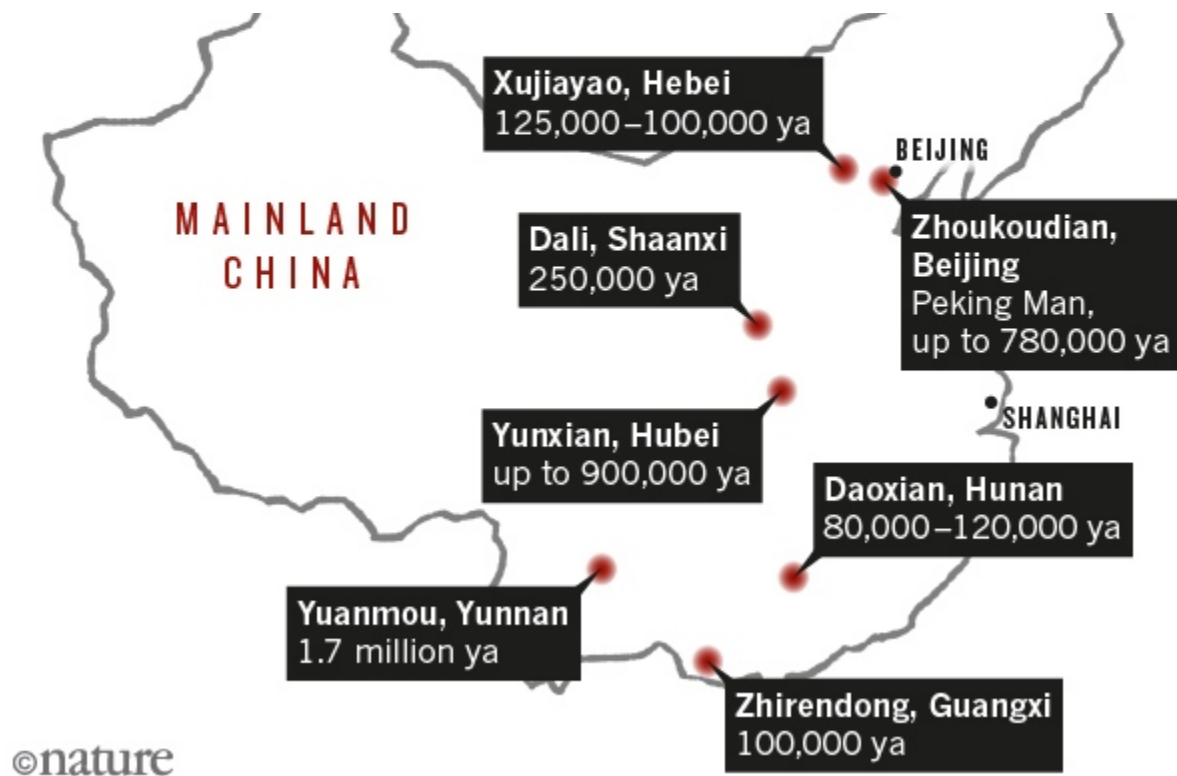 Xujiayao, Hebei
125,000–100,000 ya
BEIJING
MAINLAND
CHINA
Dali, Shaanxi
250,000 ya
Zhoukoudian,
Beijing
Peking Man,
up to 780,000 ya
Yunxian, Hubei
up to 900,000 ya
SHANGHAI
Daoxian, Hunan
80,000–120,000 ya
Yuanmou, Yunnan
1.7 million ya
Zhirendong, Guangxi
100,000 ya
©nature